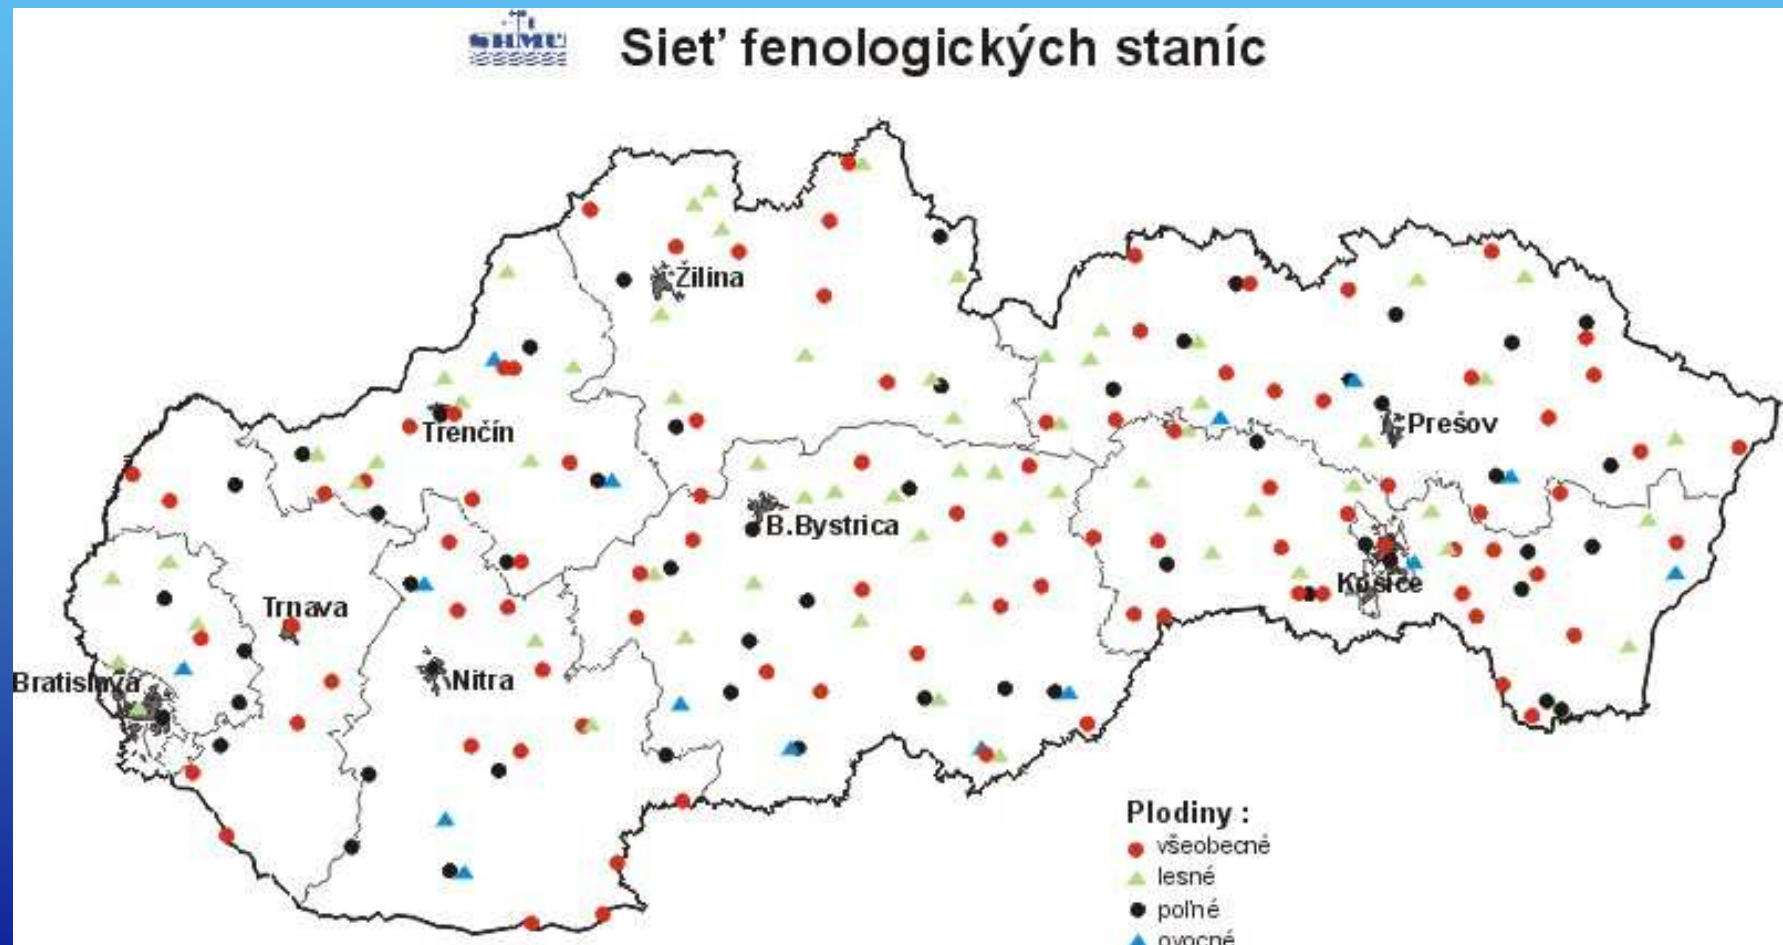 SHMÚ
Sieť fenologických staníc
Žilina
Trenčín
Prešov
B.Bystrica
Košice
Trnava
Nitra
Bratislava
Plodiny :
všeobecné
lesné
poľné
ovocné